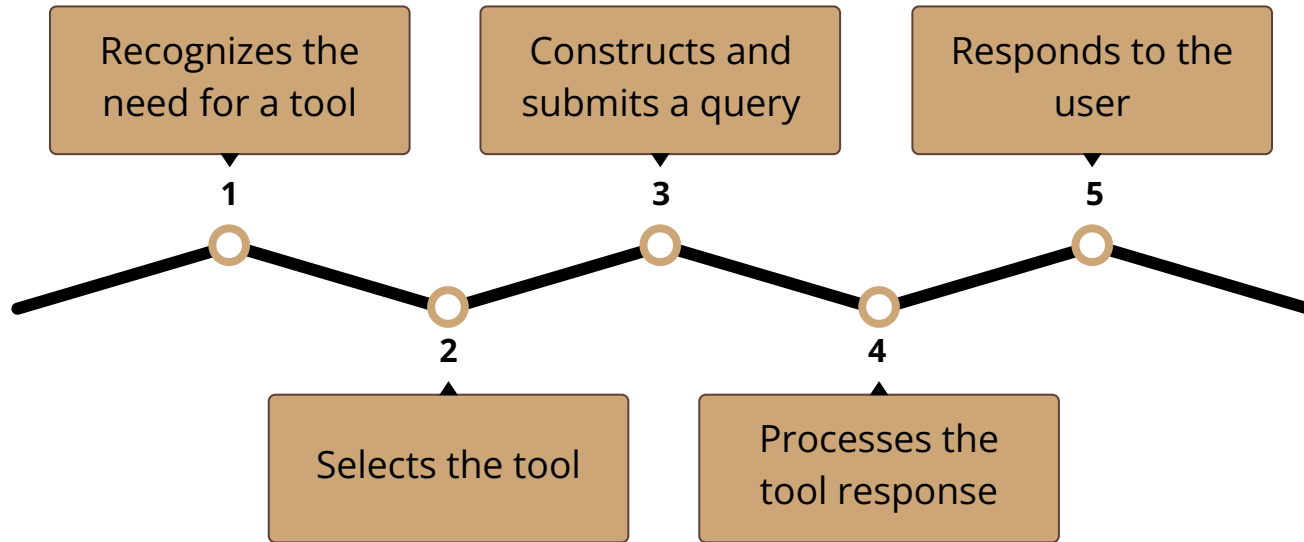 Recognizes the
need for a tool
1
Selects the tool
2
Constructs and
submits a query
3
Processes the
tool response
4
Responds to the
user
5